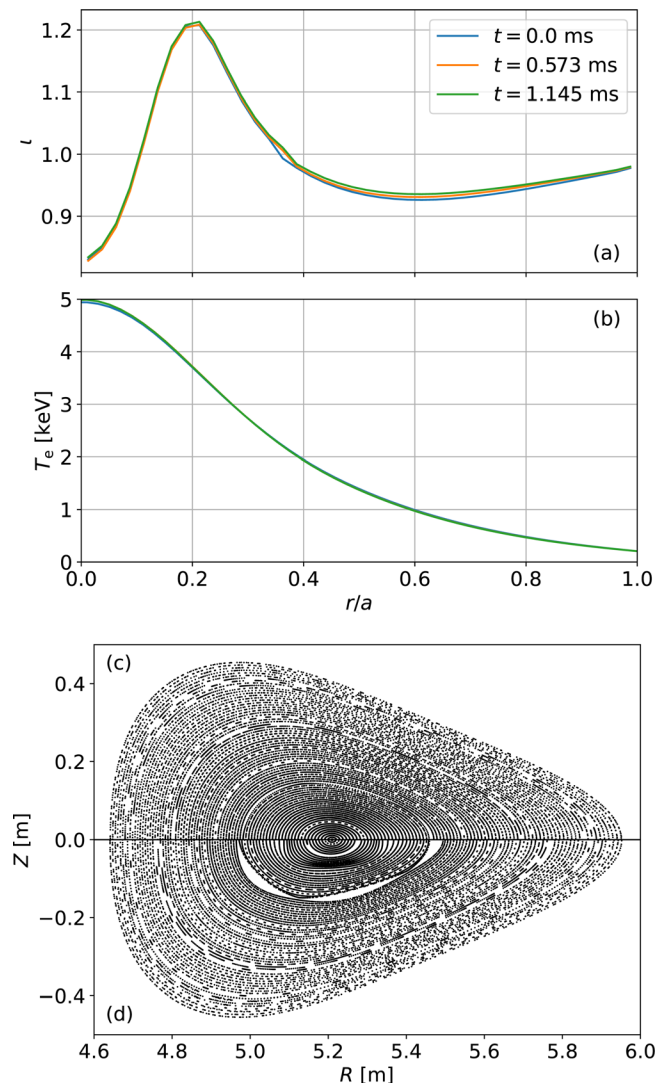 ι
1.2
1.1
1.0
0.9
t = 0.0 ms
t = 0.573 ms
t = 1.145 ms
(a)
Te [keV]
5
4
3
2
1
0
(b)
0.0 0.2 0.4 0.6 0.8 1.0
r/a
Z [m]
0.4
0.2
0.0
−0.2
−0.4
(c)
(d)
4.6 4.8 5.0 5.2 5.4 5.6 5.8 6.0
R [m]